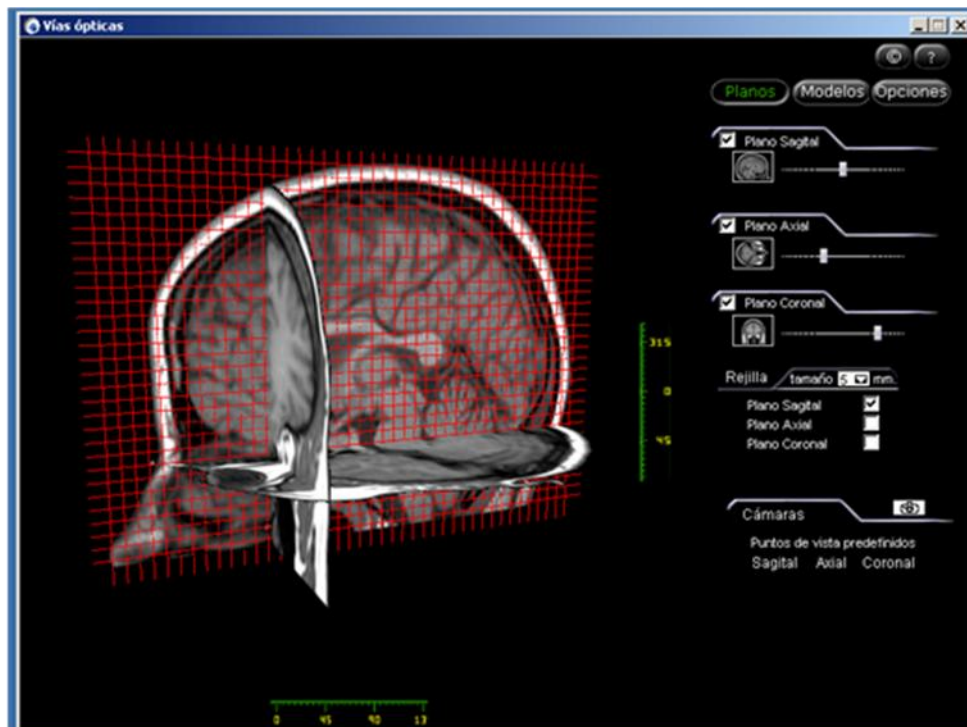 Vías ópticas
© ?
Planos Modelos Opciones
Plano Sagital
Plano Axial
Plano Coronal
Rejilla tamaño 5 mm.
Plano Sagital
Plano Axial
Plano Coronal
315
0
45
Cámaras
Puntos de vista predefinidos
Sagital Axial Coronal
0 45 90 13